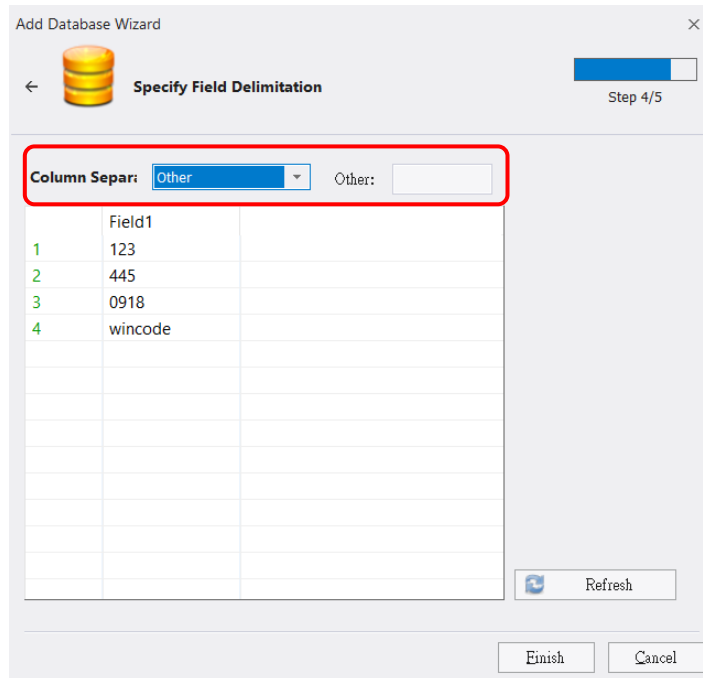 Add Database Wizard
Specify Field Delimitation
Step 4/5
Column Separ: Other Other:
Field1
1 123
2 445
3 0918
4 wincode
Refresh
Finish Cancel